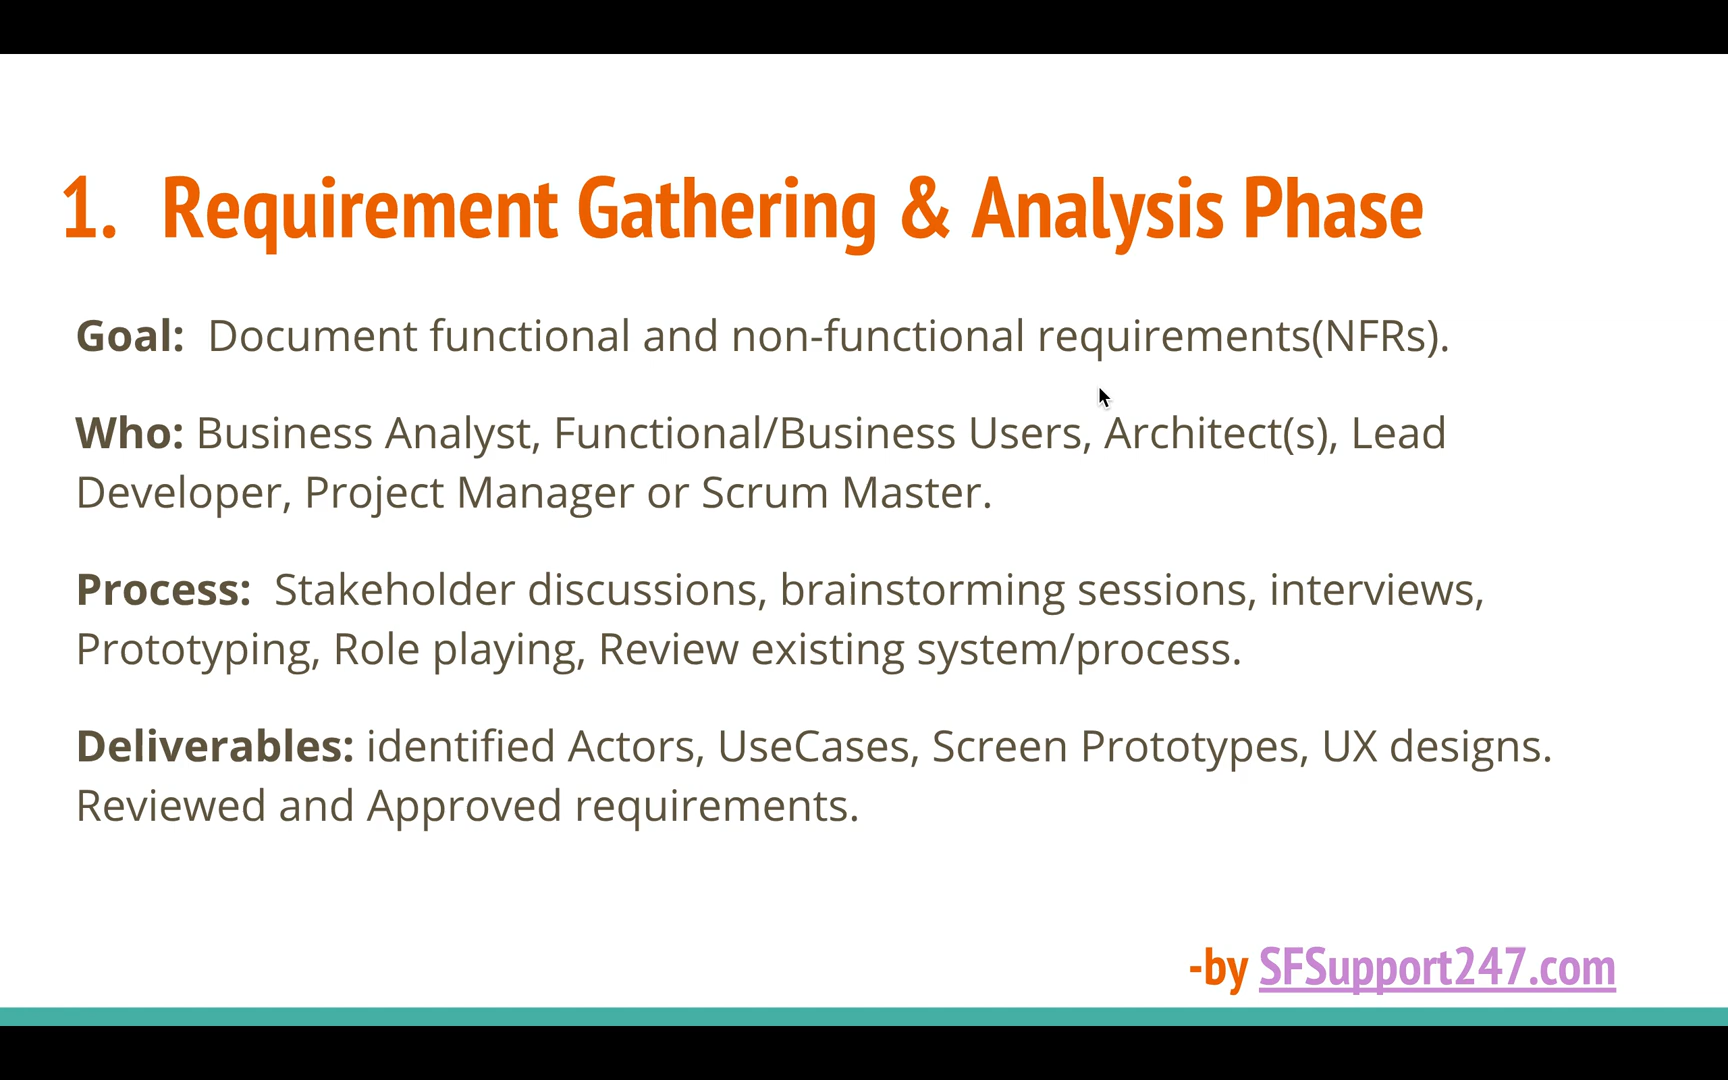 1. Requirement Gathering & Analysis Phase
Goal: Document functional and non-functional requirements(NFRs).
Who: Business Analyst, Functional/Business Users, Architect(s), Lead
Developer, Project Manager or Scrum Master.
Process: Stakeholder discussions, brainstorming sessions, interviews,
Prototyping, Role playing, Review existing system/process.
Deliverables: identified Actors, UseCases, Screen Prototypes, UX designs.
Reviewed and Approved requirements.
-by SFSupport247.com